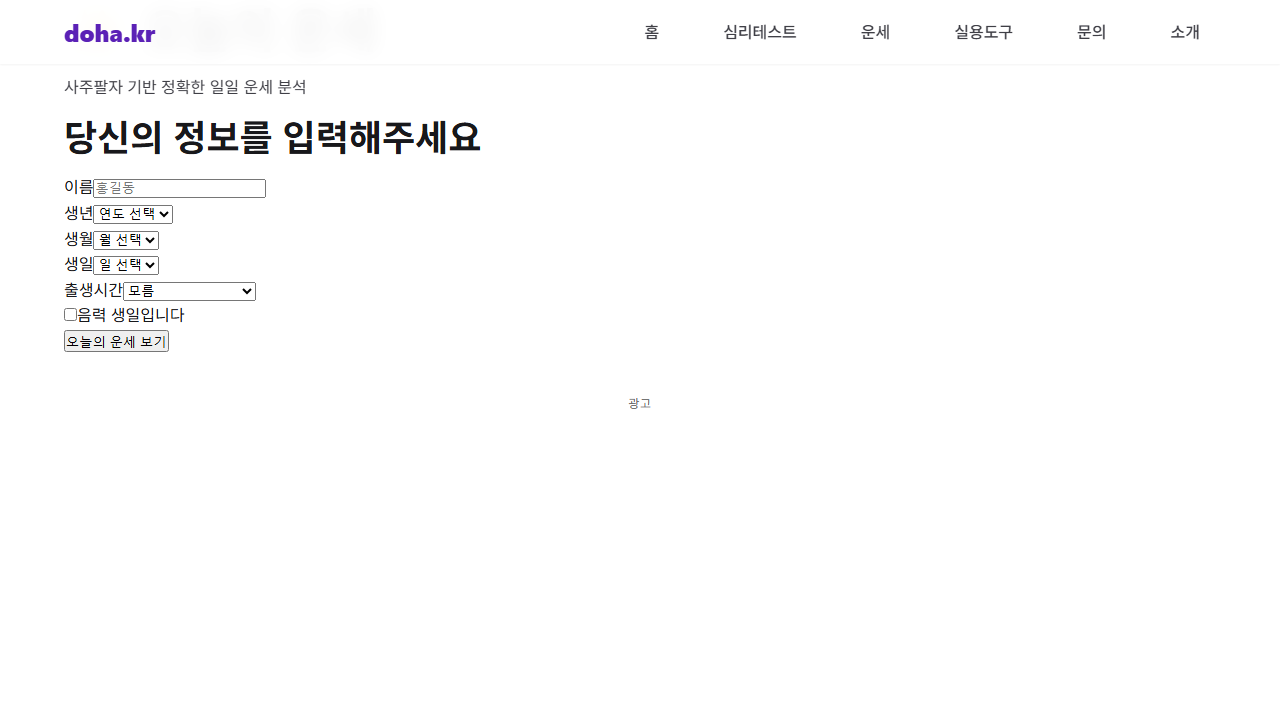 doha.kr
홈
심리테스트
운세
실용도구
문의
소개
사주팔자 기반 정확한 일일 운세 분석
당신의 정보를 입력해주세요
이름 홍길동
생년 연도 선택
생월 월 선택
생일 일 선택
출생시간 모름
음력 생일입니다
오늘의 운세 보기
광고